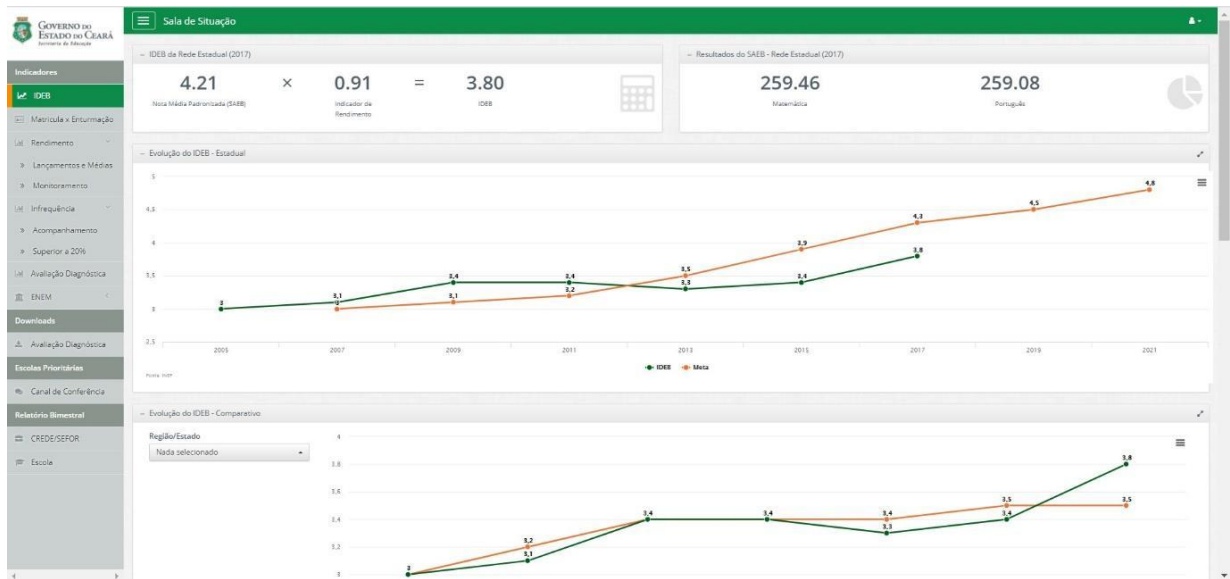 GOVERNO DO
ESTADO DO CEARÁ
Secretaria da Educação
Sala de Situação
Indicadores
IDEB
Matrícula x Enturmação
Rendimento
Lançamentos e Médias
Monitoramento
Infrequência
Acompanhamento
Superior a 20%
Avaliação Diagnóstica
ENEM
Downloads
Avaliação Diagnóstica
Escolas Prioritárias
Canal de Conferência
Relatório Bimestral
CREDE/SEFOR
Escola
− IDEB da Rede Estadual (2017)
4.21 × 0.91 = 3.80
Nota Média Padronizada (SAEB) Indicador de Rendimento IDEB
− Resultados do SAEB - Rede Estadual (2017)
259.46 259.08
Matemática Português
− Evolução do IDEB - Estadual
5
4,5
4
3,5
3
2,5
3 3,1 3,4 3,4 3,3 3,4 3,8
3 3,1 3,2 3,5 3,9 4,3 4,5 4,8
2005 2007 2009 2011 2013 2015 2017 2019 2021
IDEB Meta
Fonte: INEP
− Evolução do IDEB - Comparativo
Região/Estado
Nada selecionado
4
3,8
3,6
3,4
3,2
3
3 3,2 3,4 3,4 3,4 3,5 3,5
3,1 3,3 3,4 3,8